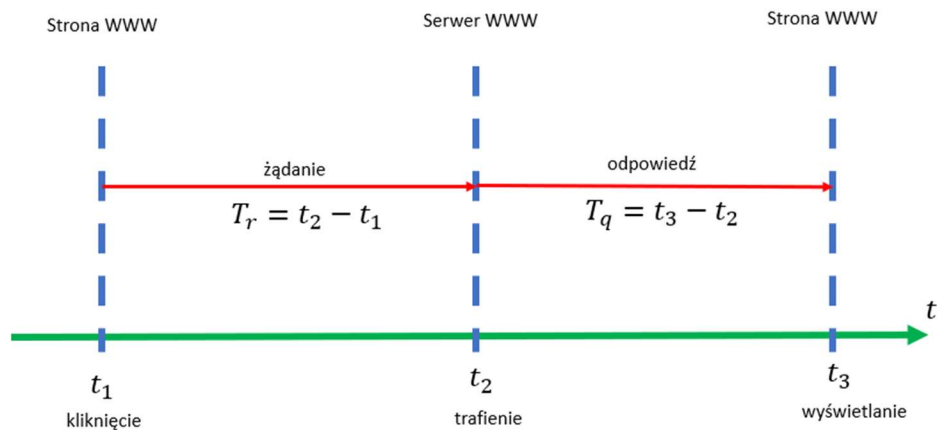 Strona WWW
Serwer WWW
Strona WWW
żądanie
odpowiedź
T_r = t_2 − t_1
T_q = t_3 − t_2
t
t_1
t_2
t_3
kliknięcie
trafienie
wyświetlanie